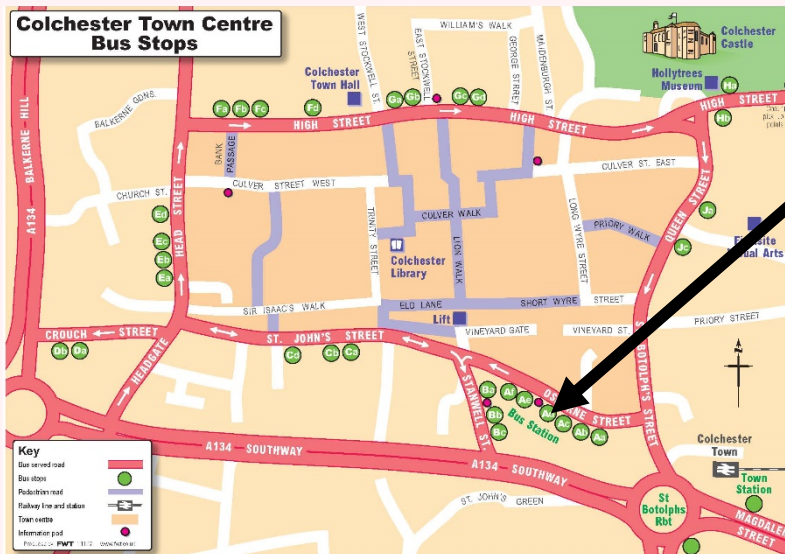 Colchester Town Centre
Bus Stops
WILLIAM'S WALK
WEST STOCKWELL ST.
EAST STOCKWELL
STREET
GEORGE STREET
MAIDENBURGH ST.
Colchester
Castle
Hollytrees
Museum
Ha
Hb
Colchester
Town Hall
BALKERNE GDNS.
BALKERNE HILL
A134
Fa
Fb
Fc
Fd
Ga
Gb
Gc
Gd
HIGH STREET
HIGH STREET
HIGH STREET
BANK
PASSAGE
CHURCH ST.
CULVER STREET WEST
CULVER ST. EAST
CULVER WALK
TRINITY STREET
LION WALK
LONG WYRE STREET
PRIORY WALK
QUEEN STREET
Ja
Jc
HEAD STREET
Ed
Ec
Eb
Ea
Colchester
Library
SIR ISAAC'S WALK
ELD LANE
SHORT WYRE
STREET
Lift
VINEYARD GATE
VINEYARD ST.
PRIORY STREET
CROUCH STREET
Db
Da
HEADGATE
ST. JOHN'S STREET
Cd
Cb
Ca
STANWELL ST.
Ba
Bb
Bc
Af
Ae
Ac
Ab
Aa
Bus Station
STREET
BOTOLPH'S STREET
A134 SOUTHWAY
A134 SOUTHWAY
ST. JOHN'S
GREEN
St
Botolphs
Rbt
N
Colchester
Town
Town
Station
STREET
Key
Bus served road
Bus stops
Pedestrian road
Railway line and station
Town centre
Information pod
FWT